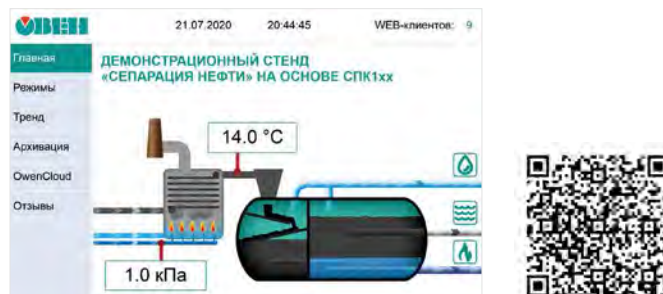 ОВЕН
21.07.2020 20:44:45 WEB-клиентов: 9
Главная
Режимы
Тренд
Архивация
OwenCloud
Отзывы
ДЕМОНСТРАЦИОННЫЙ СТЕНД
«СЕПАРАЦИЯ НЕФТИ» НА ОСНОВЕ СПК1хх
14.0 °C
1.0 кПа